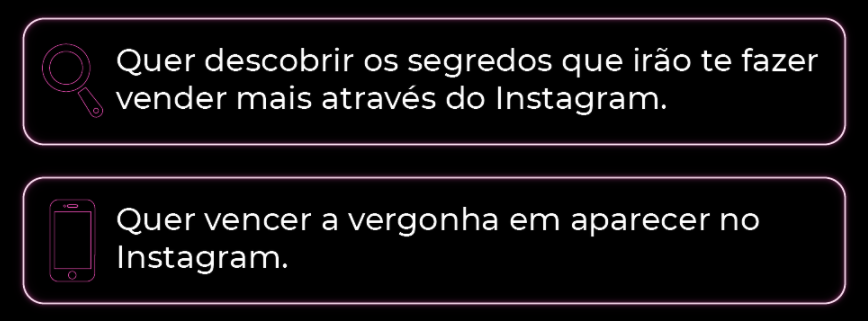 Quer descobrir os segredos que irão te fazer
vender mais através do Instagram.
Quer vencer a vergonha em aparecer no
Instagram.